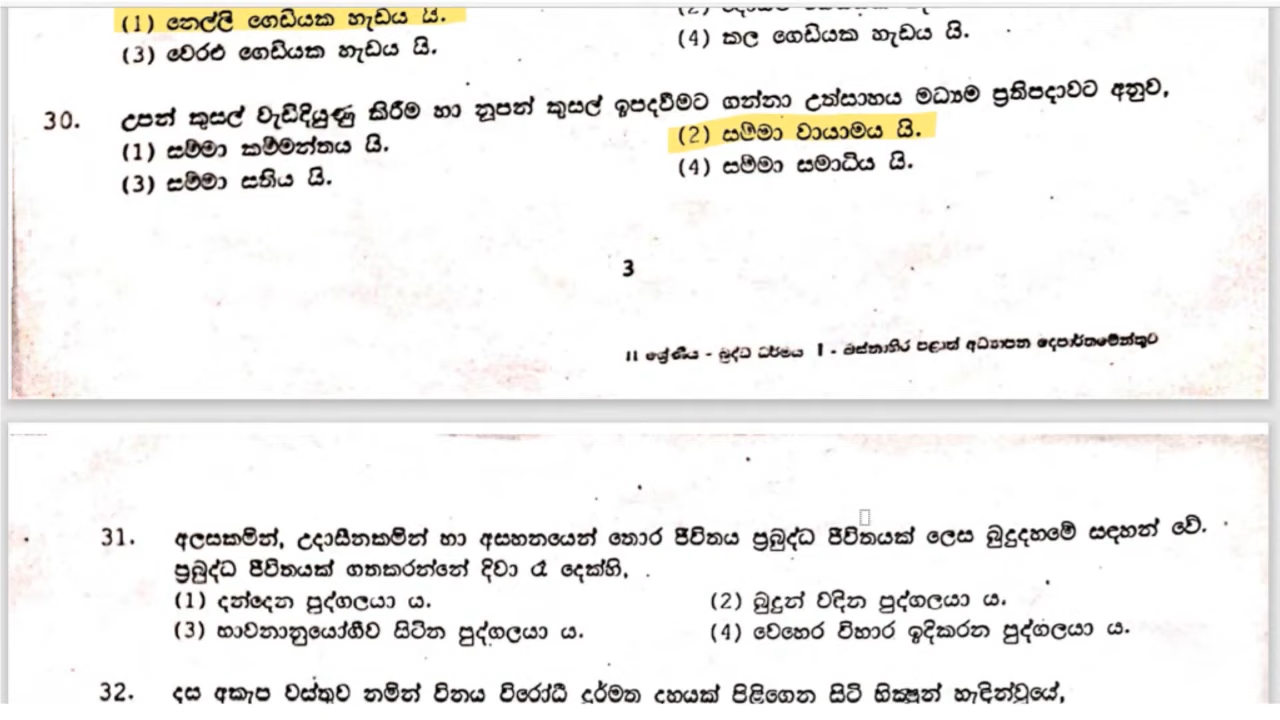 (1) නෙල්ලි ගෙඩියක හැඩය යි.
(3) වෙරළු ගෙඩියක හැඩය යි.
(4) කල ගෙඩියක හැඩය යි.
30. උපන් කුසල් වැඩිදියුණු කිරීම හා නූපන් කුසල් ඉපදවීමට ගන්නා උත්සාහය මධ්‍යම ප්‍රතිපදාවට අනුව,
(1) සම්මා කම්මන්තය යි.
(2) සම්මා වායාමය යි.
(3) සම්මා සතිය යි.
(4) සම්මා සමාධිය යි.
3
11 ශ්‍රේණිය - බුද්ධ ධර්මය I - බස්නාහිර පළාත් අධ්‍යාපන දෙපාර්තමේන්තුව
31. අලසකමින්, උදාසීනකමින් හා අසහනයෙන් තොර ජීවිතය ප්‍රබුද්ධ ජීවිතයක් ලෙස බුදුදහමේ සඳහන් වේ.
ප්‍රබුද්ධ ජීවිතයක් ගතකරන්නේ දිවා රෑ දෙක්හි,
(1) දන්දෙන පුද්ගලයා ය.
(2) බුදුන් වඳින පුද්ගලයා ය.
(3) භාවනානුයෝගීව සිටින පුද්ගලයා ය.
(4) වෙහෙර විහාර ඉදිකරන පුද්ගලයා ය.
32. දස අකැප වස්තුව නමින් විනය විරෝධී දුර්මත දහයක් පිළිගෙන සිටි භික්ෂූන් හැඳින්වූයේ,